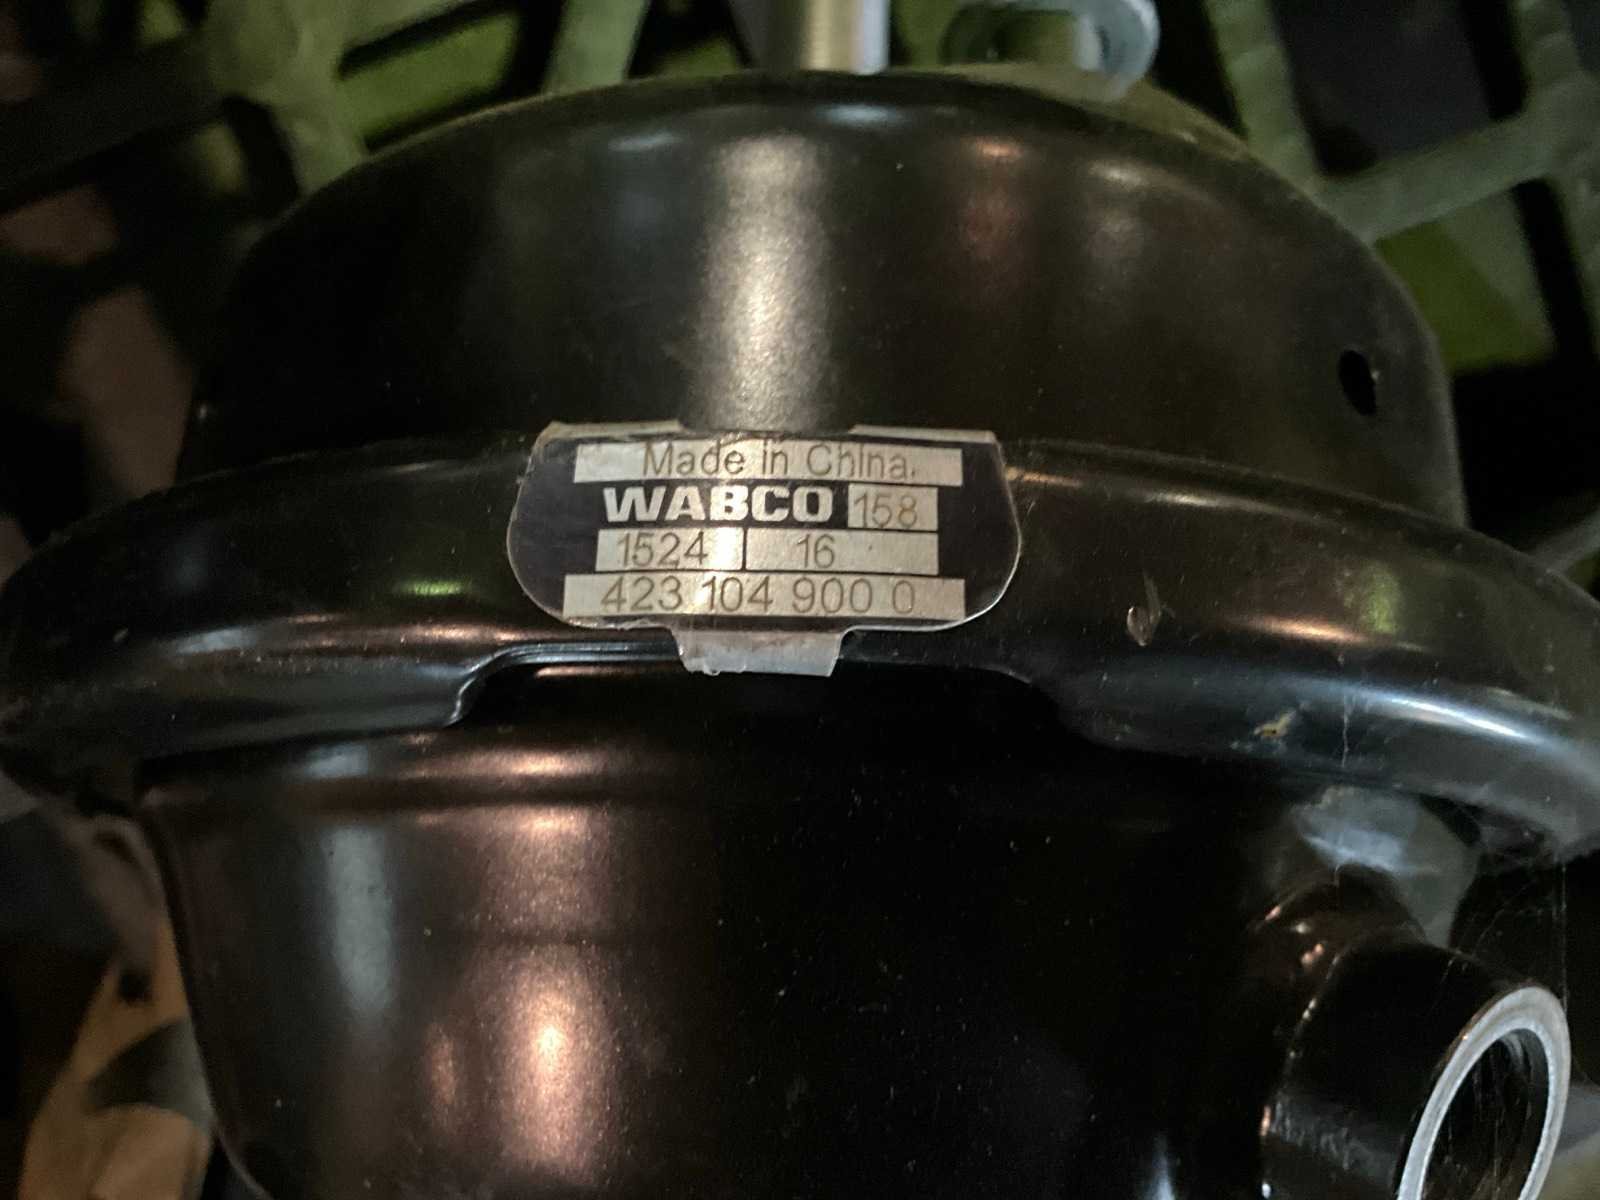 Made in China.
WABCO 158
1524 16
423 104 900 0